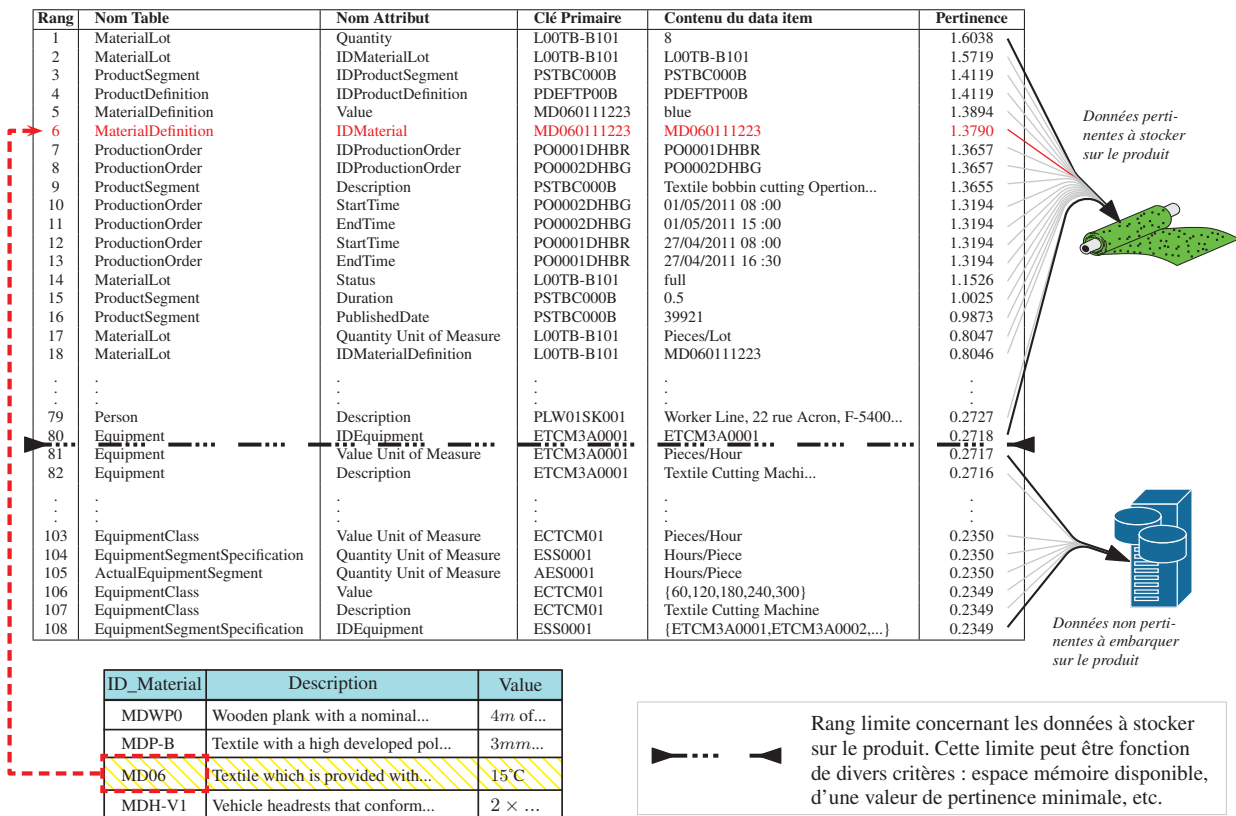 Rang Nom Table Nom Attribut Clé Primaire Contenu du data item Pertinence
1 MaterialLot Quantity L00TB-B101 8 1.6038
2 MaterialLot IDMaterialLot L00TB-B101 L00TB-B101 1.5719
3 ProductSegment IDProductSegment PSTBC000B PSTBC000B 1.4119
4 ProductDefinition IDProductDefinition PDEFTP00B PDEFTP00B 1.4119
5 MaterialDefinition Value MD060111223 blue 1.3894
6 MaterialDefinition IDMaterial MD060111223 MD060111223 1.3790
7 ProductionOrder IDProductionOrder PO0001DHBR PO0001DHBR 1.3657
8 ProductionOrder IDProductionOrder PO0002DHBG PO0002DHBG 1.3657
9 ProductSegment Description PSTBC000B Textile bobbin cutting Opertion... 1.3655
10 ProductionOrder StartTime PO0002DHBG 01/05/2011 08 :00 1.3194
11 ProductionOrder EndTime PO0002DHBG 01/05/2011 15 :00 1.3194
12 ProductionOrder StartTime PO0001DHBR 27/04/2011 08 :00 1.3194
13 ProductionOrder EndTime PO0001DHBR 27/04/2011 16 :30 1.3194
14 MaterialLot Status L00TB-B101 full 1.1526
15 ProductSegment Duration PSTBC000B 0.5 1.0025
16 ProductSegment PublishedDate PSTBC000B 39921 0.9873
17 MaterialLot Quantity Unit of Measure L00TB-B101 Pieces/Lot 0.8047
18 MaterialLot IDMaterialDefinition L00TB-B101 MD060111223 0.8046
. . . . . .
. . . . . .
. . . . . .
79 Person Description PLW01SK001 Worker Line, 22 rue Acron, F-5400... 0.2727
80 Equipment IDEquipment ETCM3A0001 ETCM3A0001 0.2718
81 Equipment Value Unit of Measure ETCM3A0001 Pieces/Hour 0.2717
82 Equipment Description ETCM3A0001 Textile Cutting Machi... 0.2716
. . . . . .
. . . . . .
. . . . . .
103 EquipmentClass Value Unit of Measure ECTCM01 Pieces/Hour 0.2350
104 EquipmentSegmentSpecification Quantity Unit of Measure ESS0001 Hours/Piece 0.2350
105 ActualEquipmentSegment Quantity Unit of Measure AES0001 Hours/Piece 0.2350
106 EquipmentClass Value ECTCM01 {60,120,180,240,300} 0.2349
107 EquipmentClass Description ECTCM01 Textile Cutting Machine 0.2349
108 EquipmentSegmentSpecification IDEquipment ESS0001 {ETCM3A0001,ETCM3A0002,...} 0.2349
Données perti-
nentes à stocker
sur le produit
Données non perti-
nentes à embarquer
sur le produit
ID_Material Description Value
MDWP0 Wooden plank with a nominal... 4m of...
MDP-B Textile with a high developed pol... 3mm...
MD06 Textile which is provided with... 15°C
MDH-V1 Vehicle headrests that conform... 2 × ...
Rang limite concernant les données à stocker
sur le produit. Cette limite peut être fonction
de divers critères : espace mémoire disponible,
d'une valeur de pertinence minimale, etc.